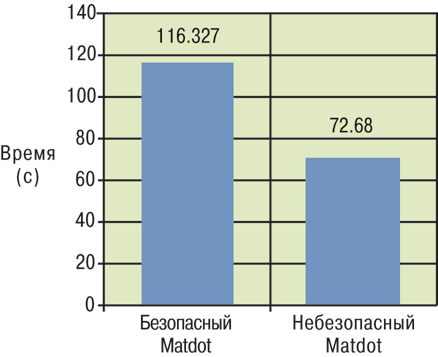 140
120
100
80
60
40
20
0
Время
(с)
116.327
72.68
Безопасный
Matdot
Небезопасный
Matdot